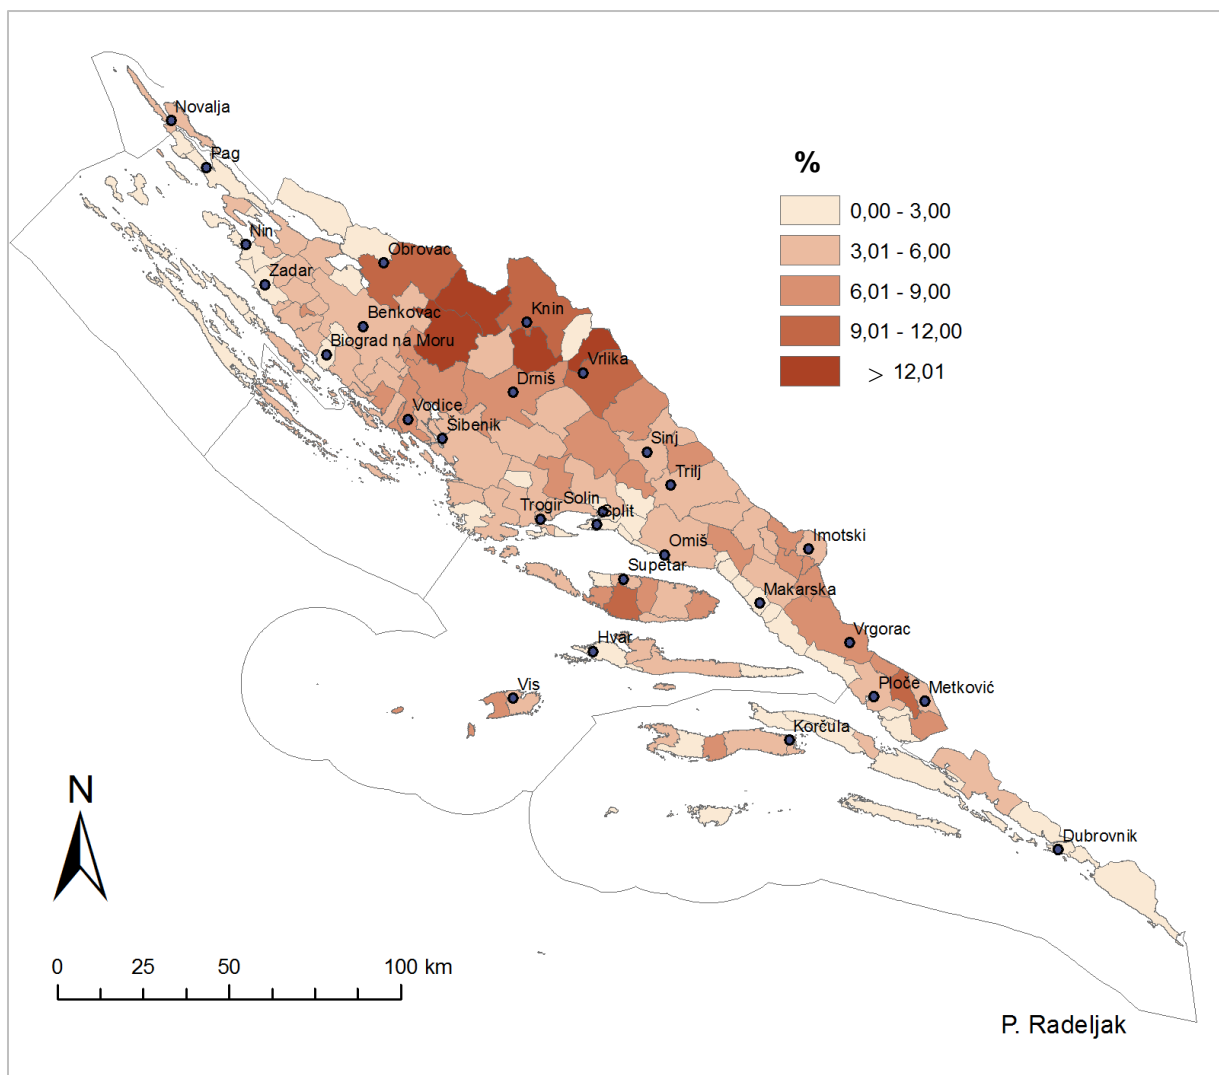 Novalja
Pag
%
0,00 - 3,00
Nin
3,01 - 6,00
Obrovac
Zadar
6,01 - 9,00
Knin
Benkovac
9,01 - 12,00
Biograd na Moru
Vrlika
> 12,01
Drniš
Vodice
Šibenik
Sinj
Trilj
Solin
Trogir
Split
Imotski
Omiš
Supetar
Makarska
Hvar
Vrgorac
Vis
Ploče
Metković
Korčula
N
Dubrovnik
0 25 50 100 km
P. Radeljak